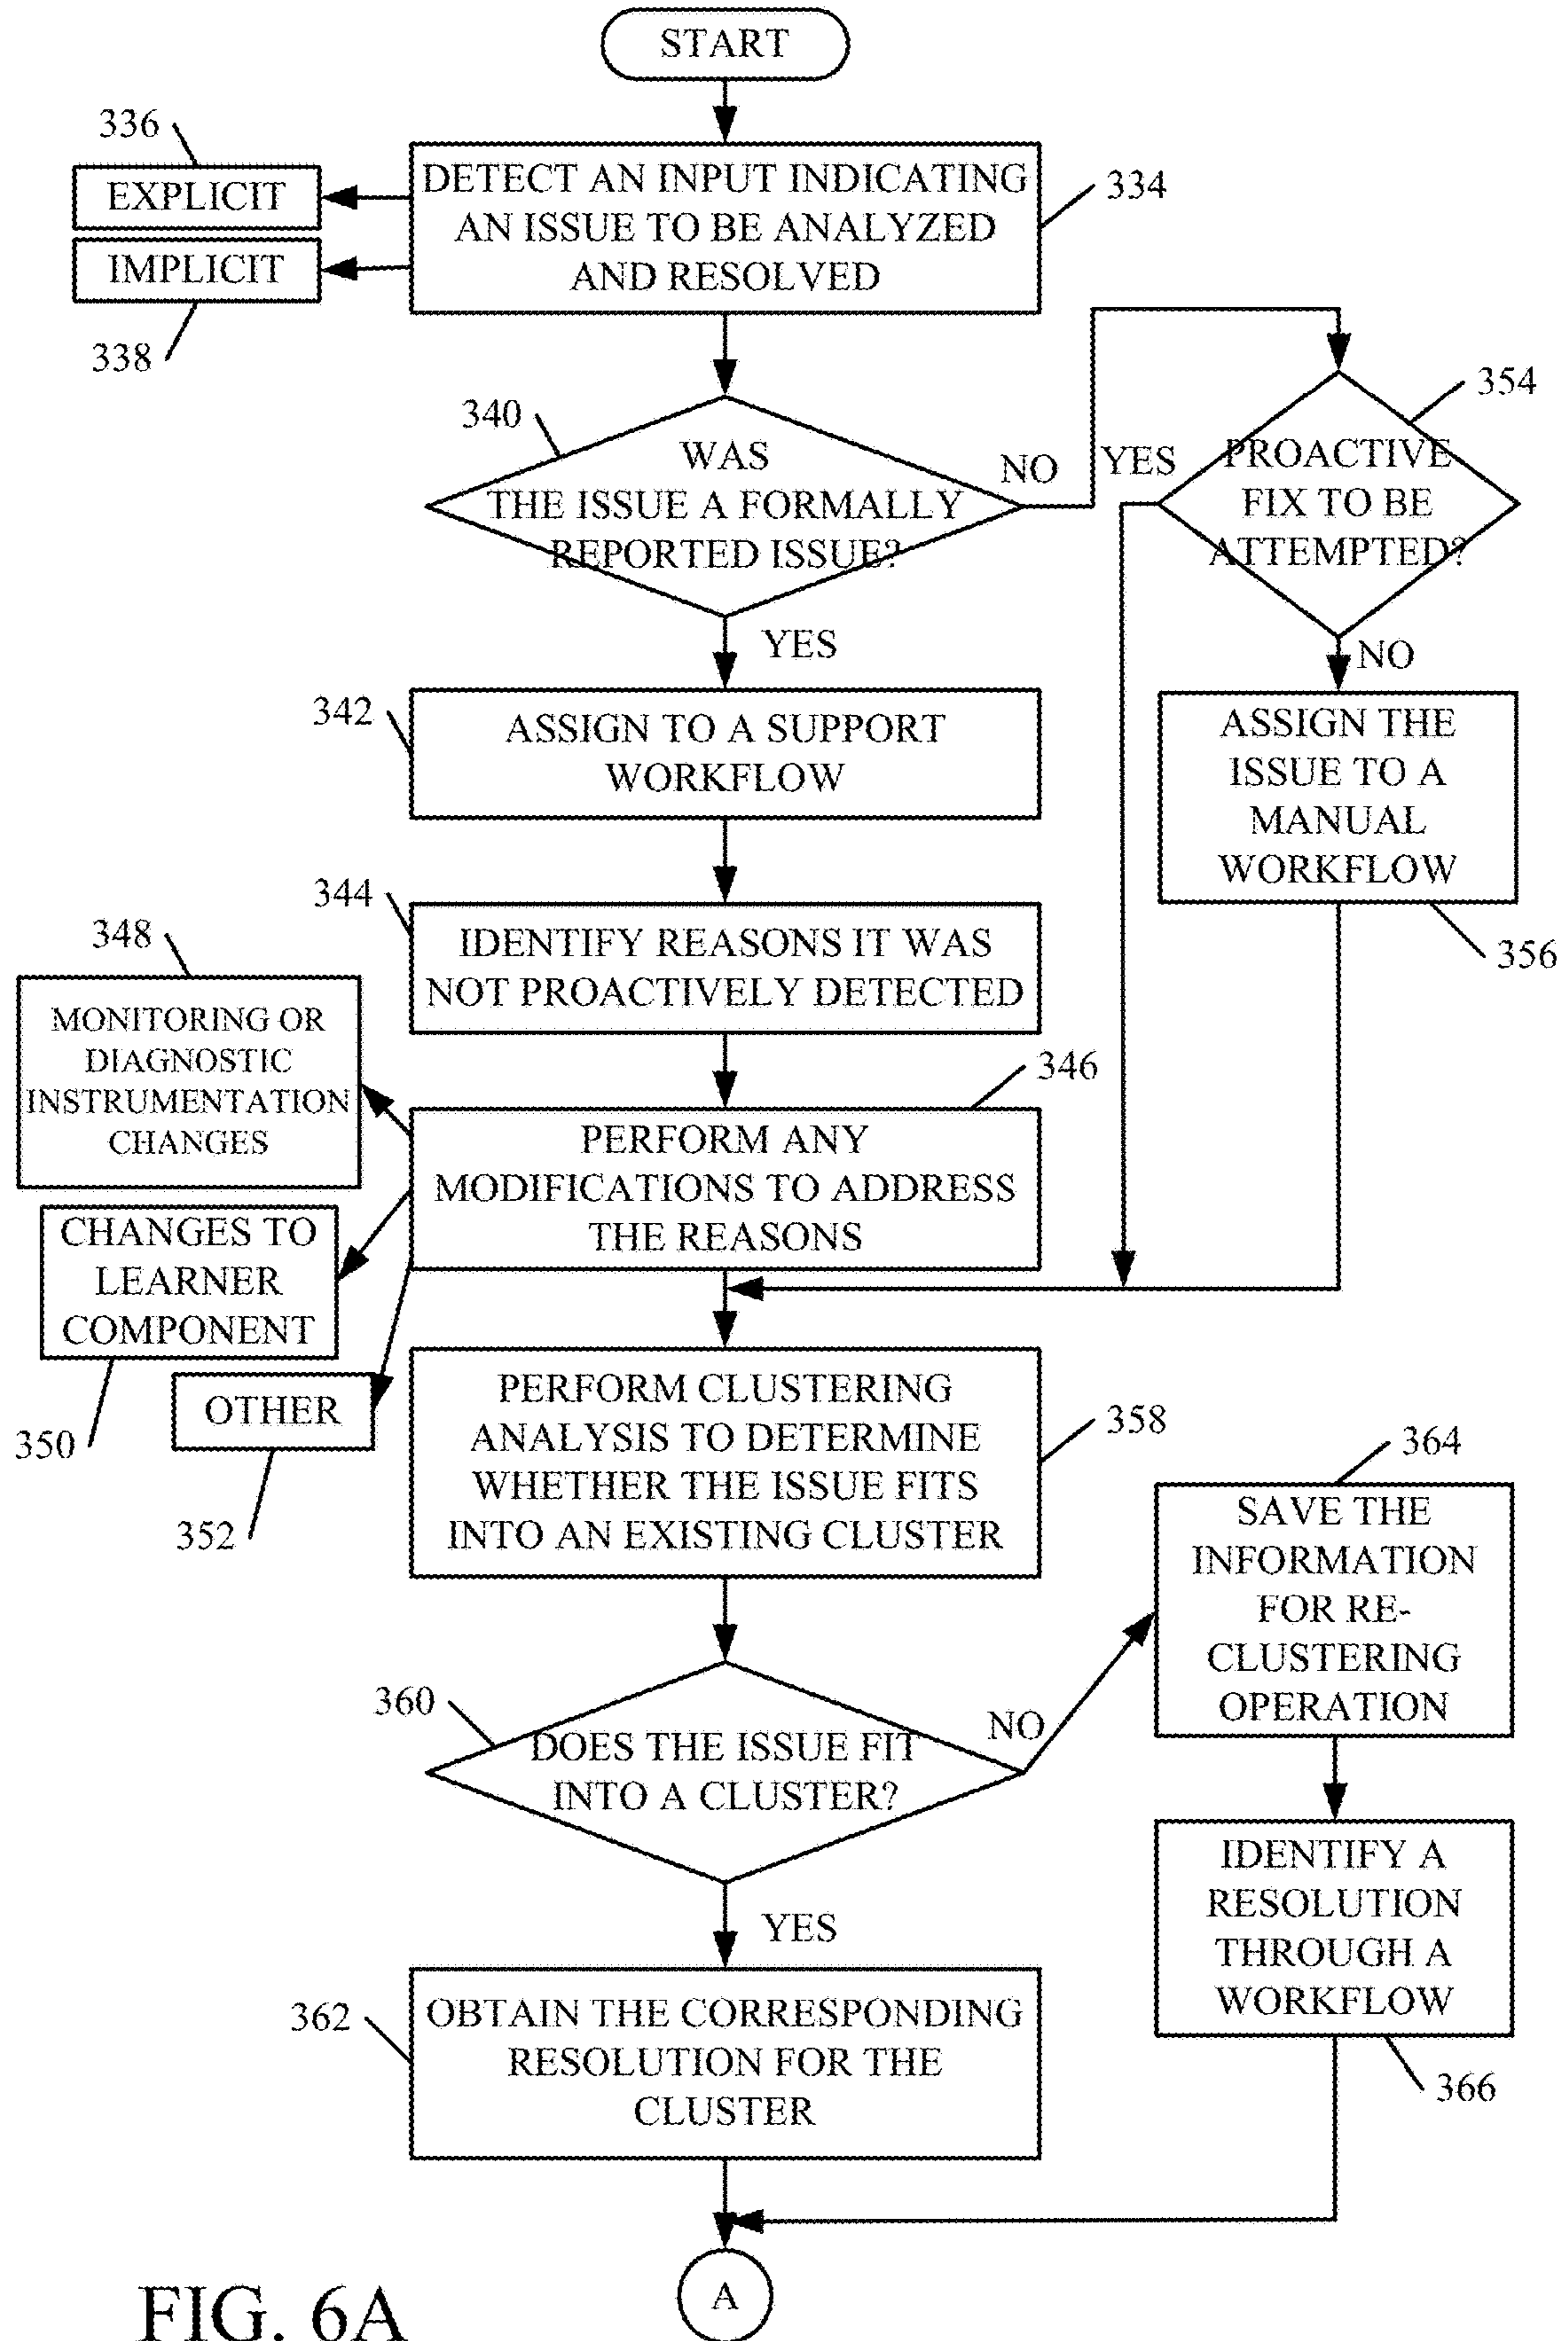 START
336
EXPLICIT
IMPLICIT
338
DETECT AN INPUT INDICATING
AN ISSUE TO BE ANALYZED
AND RESOLVED
334
340
WAS
THE ISSUE A FORMALLY
REPORTED ISSUE?
NO
YES
354
PROACTIVE
FIX TO BE
ATTEMPTED?
YES
NO
342
ASSIGN TO A SUPPORT
WORKFLOW
ASSIGN THE
ISSUE TO A
MANUAL
WORKFLOW
356
344
IDENTIFY REASONS IT WAS
NOT PROACTIVELY DETECTED
348
MONITORING OR
DIAGNOSTIC
INSTRUMENTATION
CHANGES
346
PERFORM ANY
MODIFICATIONS TO ADDRESS
THE REASONS
CHANGES TO
LEARNER
COMPONENT
350
OTHER
352
PERFORM CLUSTERING
ANALYSIS TO DETERMINE
WHETHER THE ISSUE FITS
INTO AN EXISTING CLUSTER
358
364
SAVE THE
INFORMATION
FOR RE-
CLUSTERING
OPERATION
360
DOES THE ISSUE FIT
INTO A CLUSTER?
NO
YES
IDENTIFY A
RESOLUTION
THROUGH A
WORKFLOW
366
362
OBTAIN THE CORRESPONDING
RESOLUTION FOR THE
CLUSTER
A
FIG. 6A